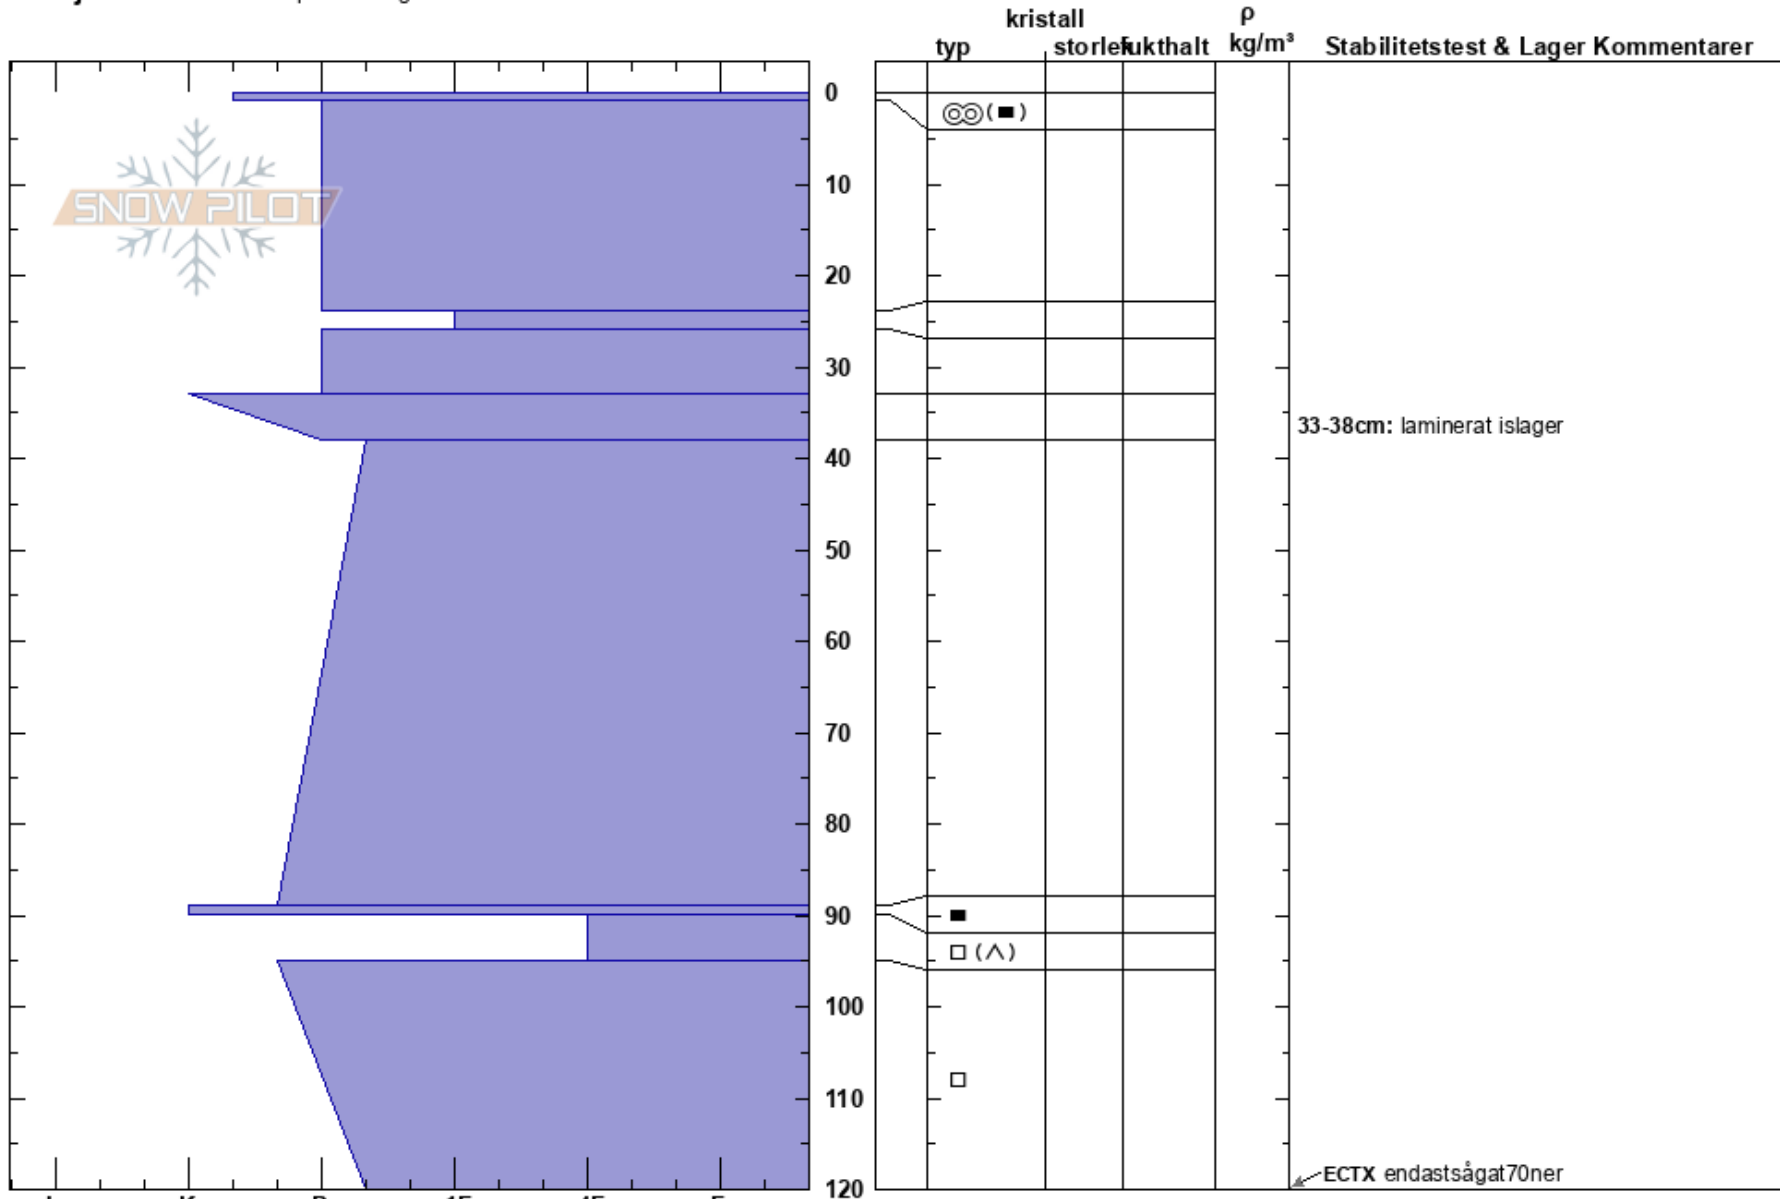 kristall
ρ
typ
storlek
fukthalt
kg/m³
Stabilitetstest & Lager Kommentarer
0
SNOW PILOT
10
20
30
33-38cm: laminerat islager
40
50
60
70
80
90
100
110
ECTX endastsågat70ner
120